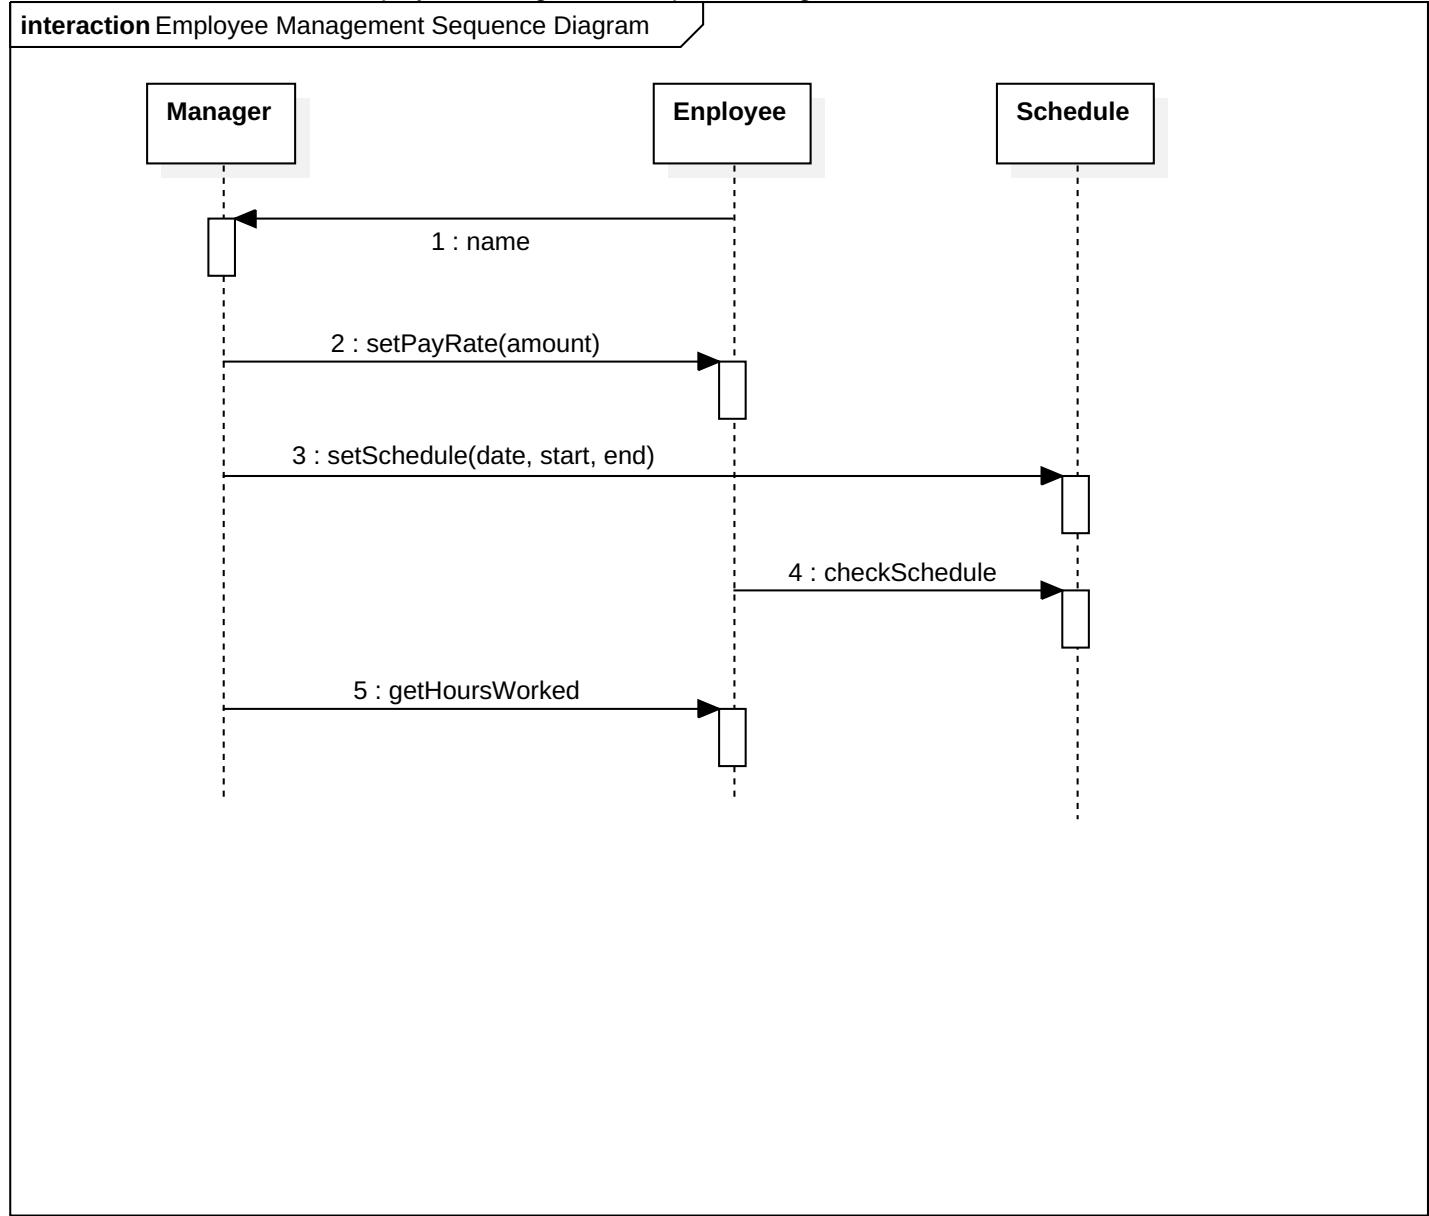 interaction Employee Management Sequence Diagram
Manager
Enployee
Schedule
1 : name
2 : setPayRate(amount)
3 : setSchedule(date, start, end)
4 : checkSchedule
5 : getHoursWorked